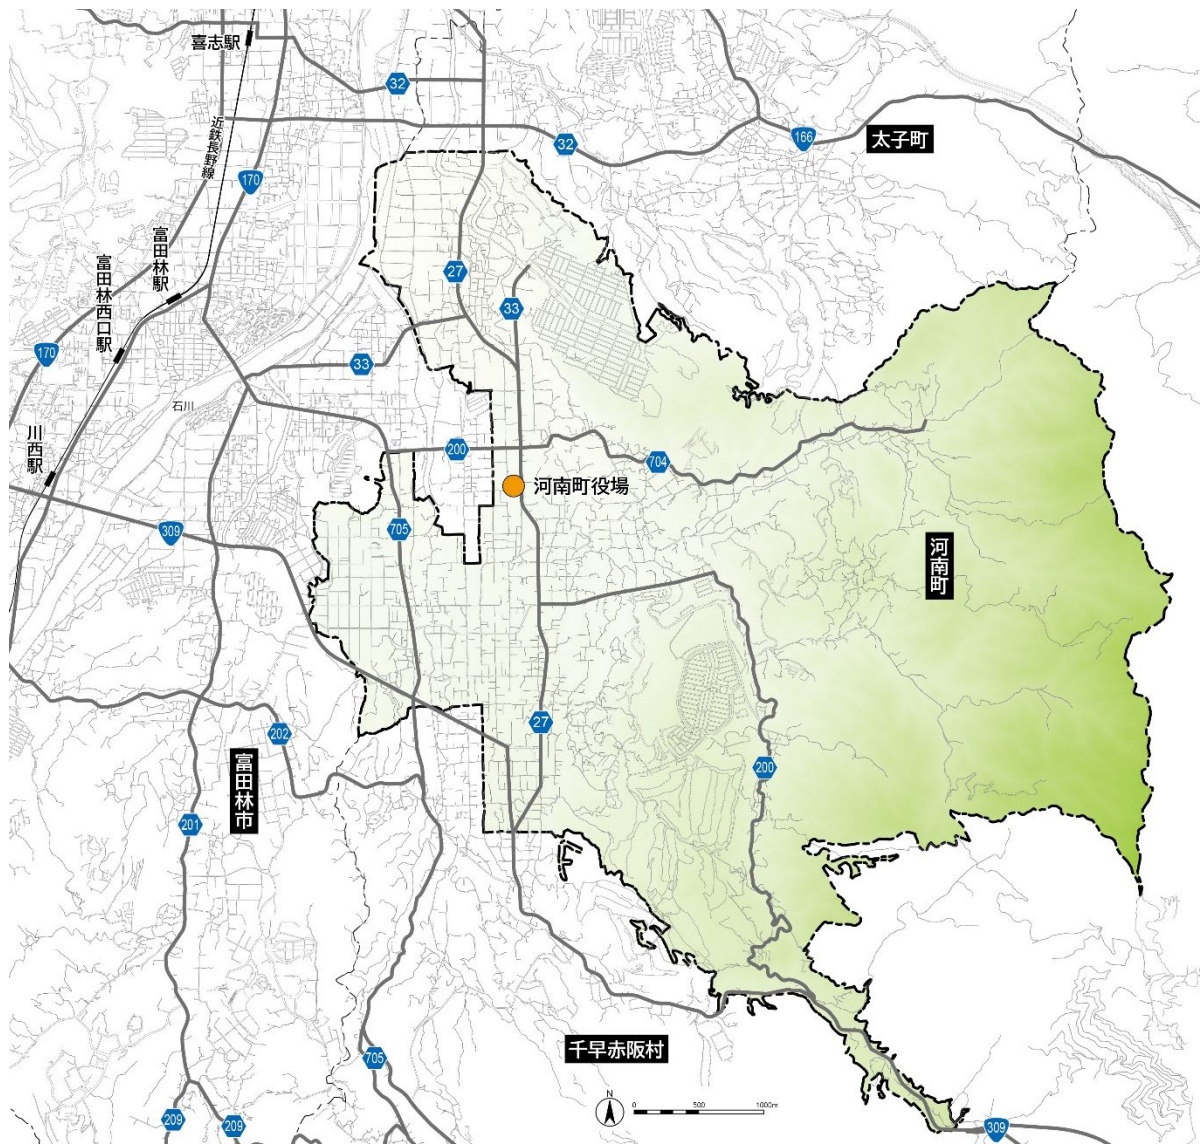 喜志駅
32
近鉄長野線
32
166
太子町
170
富田林駅
27
富田林西口駅
33
170
33
石川
川西駅
200
704
河南町役場
309
705
河南町
27
202
200
富田林市
201
千早赤阪村
705
N
0 500 1000m
209
209
309